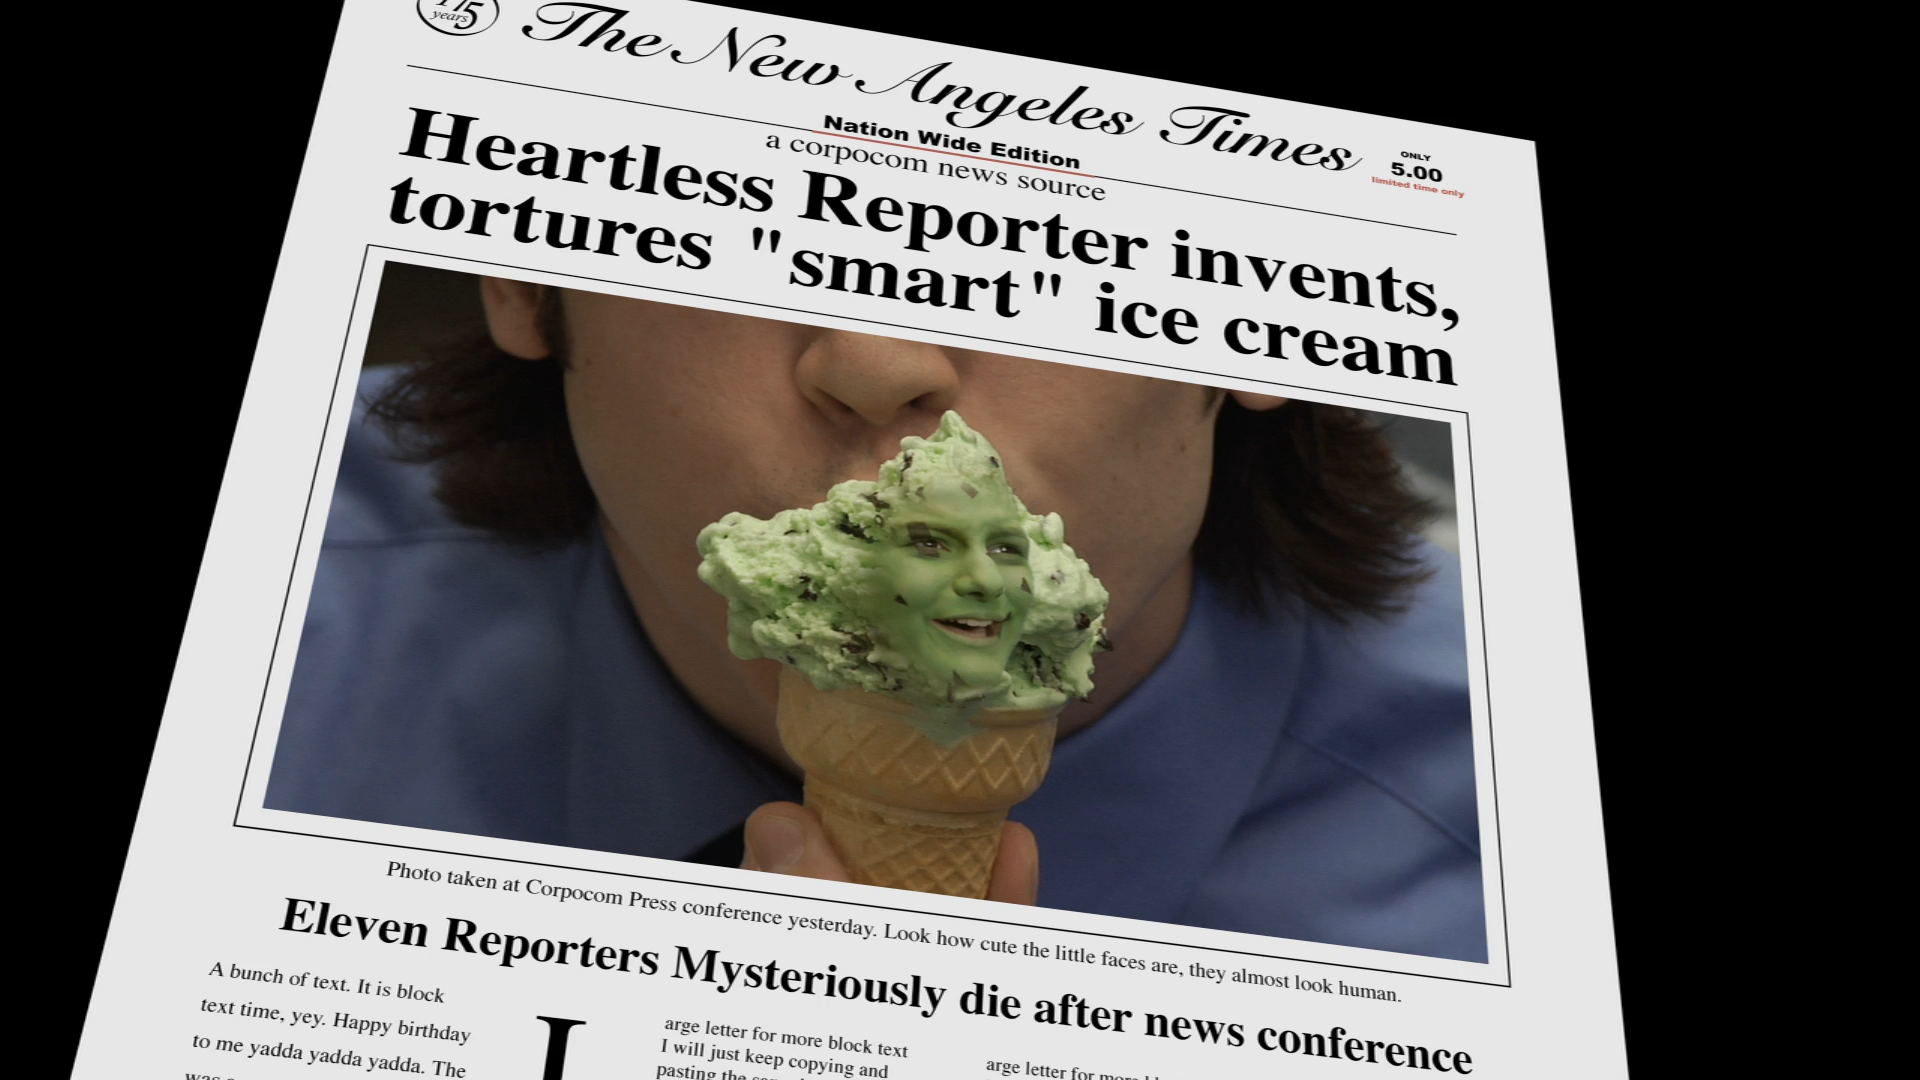 175
years
The New Angeles Times
Nation Wide Edition
a corpocom news source
ONLY
5.00
limited time only
Heartless Reporter invents,
tortures "smart" ice cream
Photo taken at Corpocom Press conference yesterday. Look how cute the little faces are, they almost look human.
Eleven Reporters Mysteriously die after news conference
A bunch of text. It is block
text time, yey. Happy birthday
to me yadda yadda yadda. The
L
arge letter for more block text
I will just keep copying and
pasting the
arge letter for more